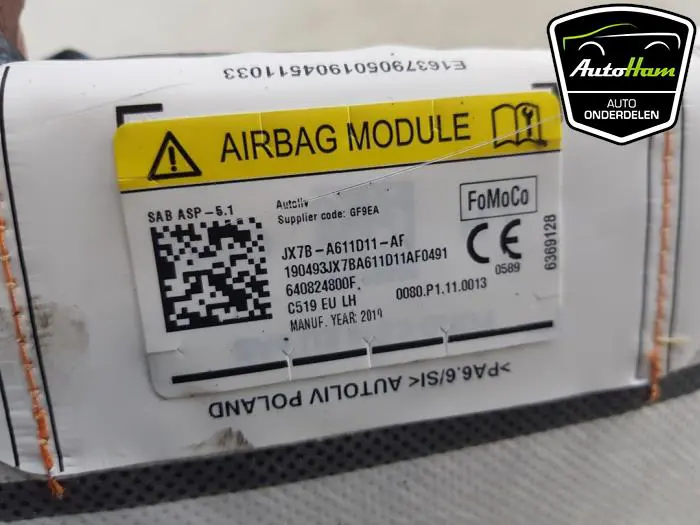 E163790501904511033
AutoHam
AUTO
ONDERDELEN
AIRBAG MODULE
SAB ASP-5.1
Autoliv
Supplier code: GF9EA
FoMoCo
JX7B-A611D11-AF
190493JX7BA611D11AF0491
640824800F.
C519 EU LH
0080.P1.11.0013
MANUF. YEAR: 2019
CE
0589
6369128
>PA6.6/SI< AUTOLIV POLAND